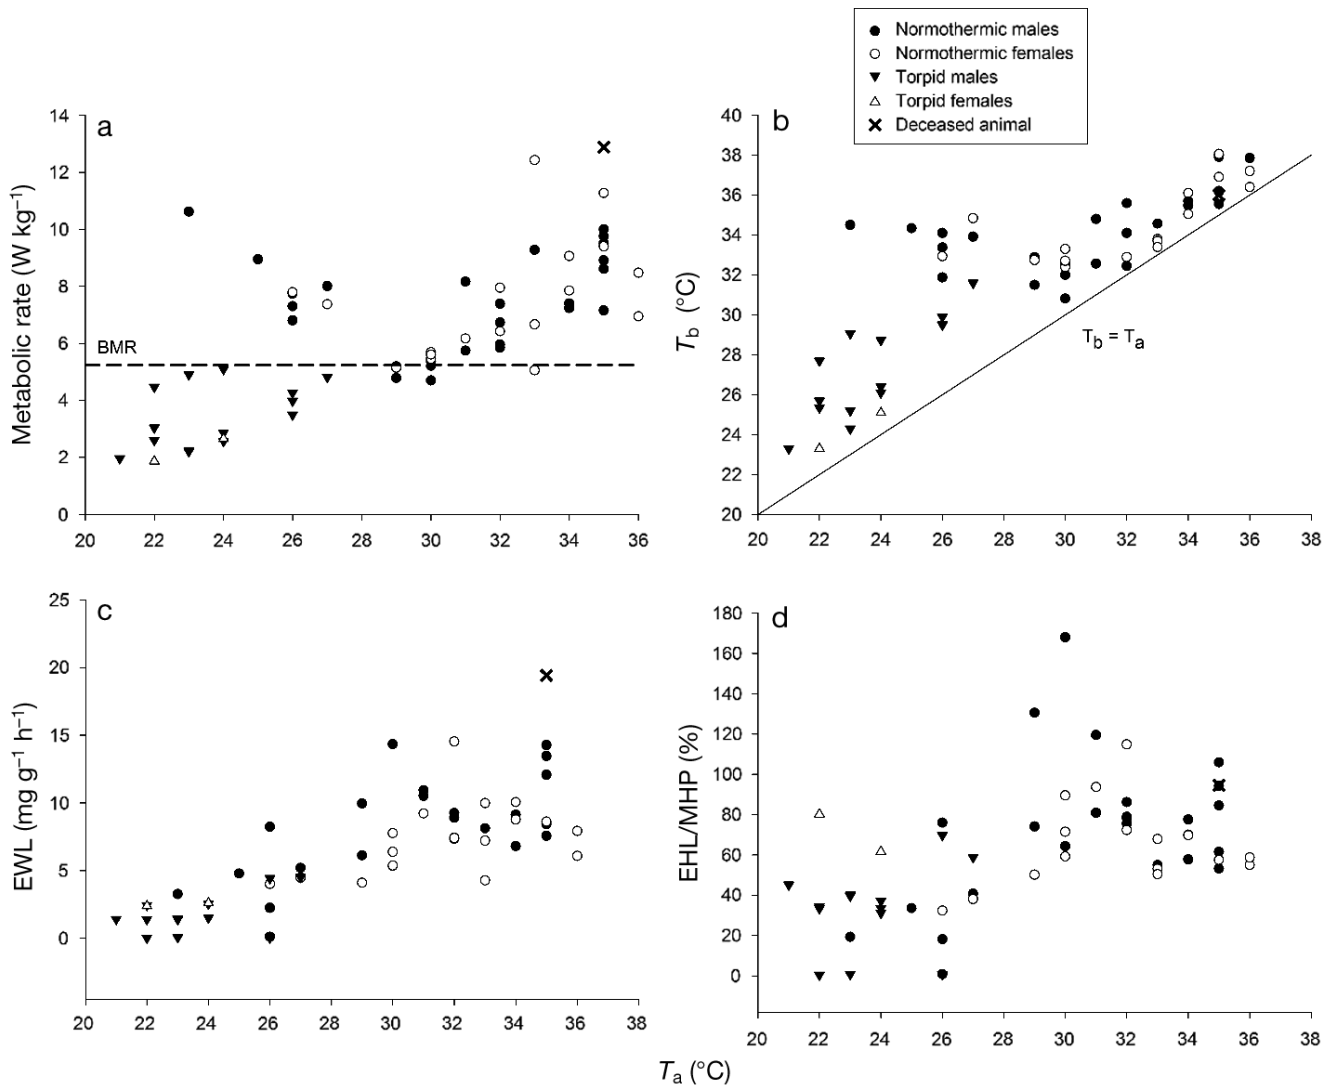 Normothermic males
Normothermic females
Torpid males
Torpid females
Deceased animal
a
14
12
10
8
6
4
2
0
Metabolic rate (W kg⁻¹)
BMR
20 22 24 26 28 30 32 34 36
b
40
38
36
34
32
30
28
26
24
22
20
T_b (°C)
T_b = T_a
20 22 24 26 28 30 32 34 36 38
c
25
20
15
10
5
0
EWL (mg g⁻¹ h⁻¹)
20 22 24 26 28 30 32 34 36 38
d
180
160
140
120
100
80
60
40
20
0
EHL/MHP (%)
20 22 24 26 28 30 32 34 36 38
T_a (°C)